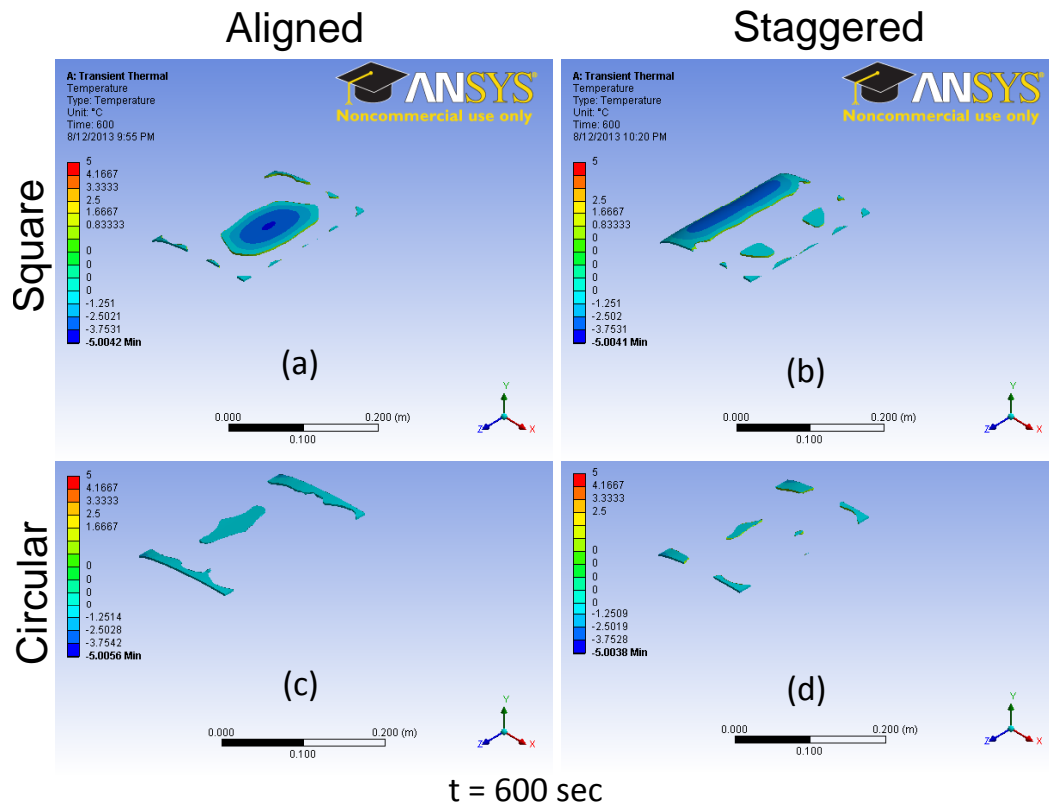 Aligned
Staggered
Square
Circular
A: Transient Thermal
Temperature
Type: Temperature
Unit: °C
Time: 600
8/12/2013 9:55 PM
ANSYS®
Noncommercial use only
5
4.1667
3.3333
2.5
1.6667
0.83333
0
0
0
0
-1.251
-2.5021
-3.7531
-5.0042 Min
(a)
0.000
0.200 (m)
0.100
Y
Z
X
A: Transient Thermal
Temperature
Type: Temperature
Unit: °C
Time: 600
8/12/2013 10:20 PM
ANSYS®
Noncommercial use only
5
4.1667
3.3333
2.5
1.6667
0.83333
0
0
0
0
-1.251
-2.502
-3.7531
-5.0041 Min
(b)
0.000
0.200 (m)
0.100
Y
Z
X
5
4.1667
3.3333
2.5
1.6667
0
0
0
0
-1.2514
-2.5028
-3.7542
-5.0056 Min
(c)
0.000
0.200 (m)
0.100
Y
Z
X
5
4.1667
3.3333
2.5
0
0
0
0
-1.2509
-2.5019
-3.7528
-5.0038 Min
(d)
0.000
0.200 (m)
0.100
Y
Z
X
t = 600 sec